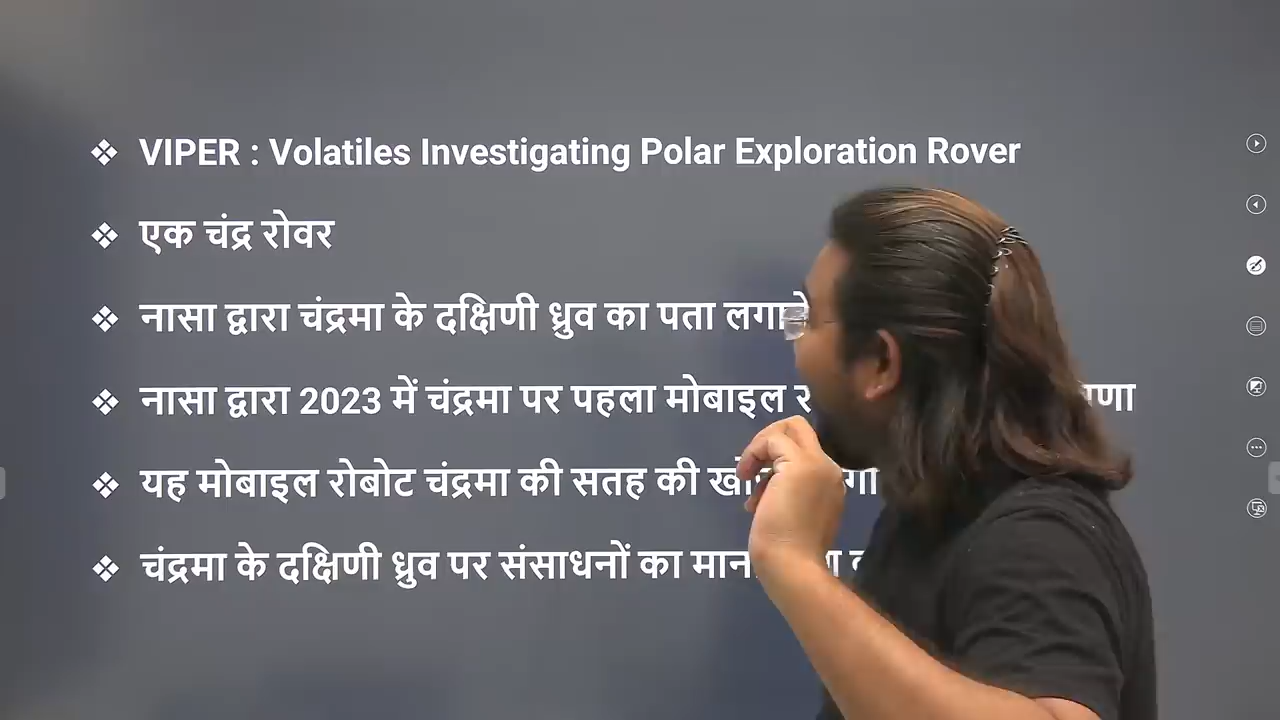 VIPER : Volatiles Investigating Polar Exploration Rover
एक चंद्र रोवर
नासा द्वारा चंद्रमा के दक्षिणी ध्रुव का पता
नासा द्वारा 2023 में चंद्रमा पर पहला मोबाइल
यह मोबाइल रोबोट चंद्रमा की सतह की
चंद्रमा के दक्षिणी ध्रुव पर संसाधनों का